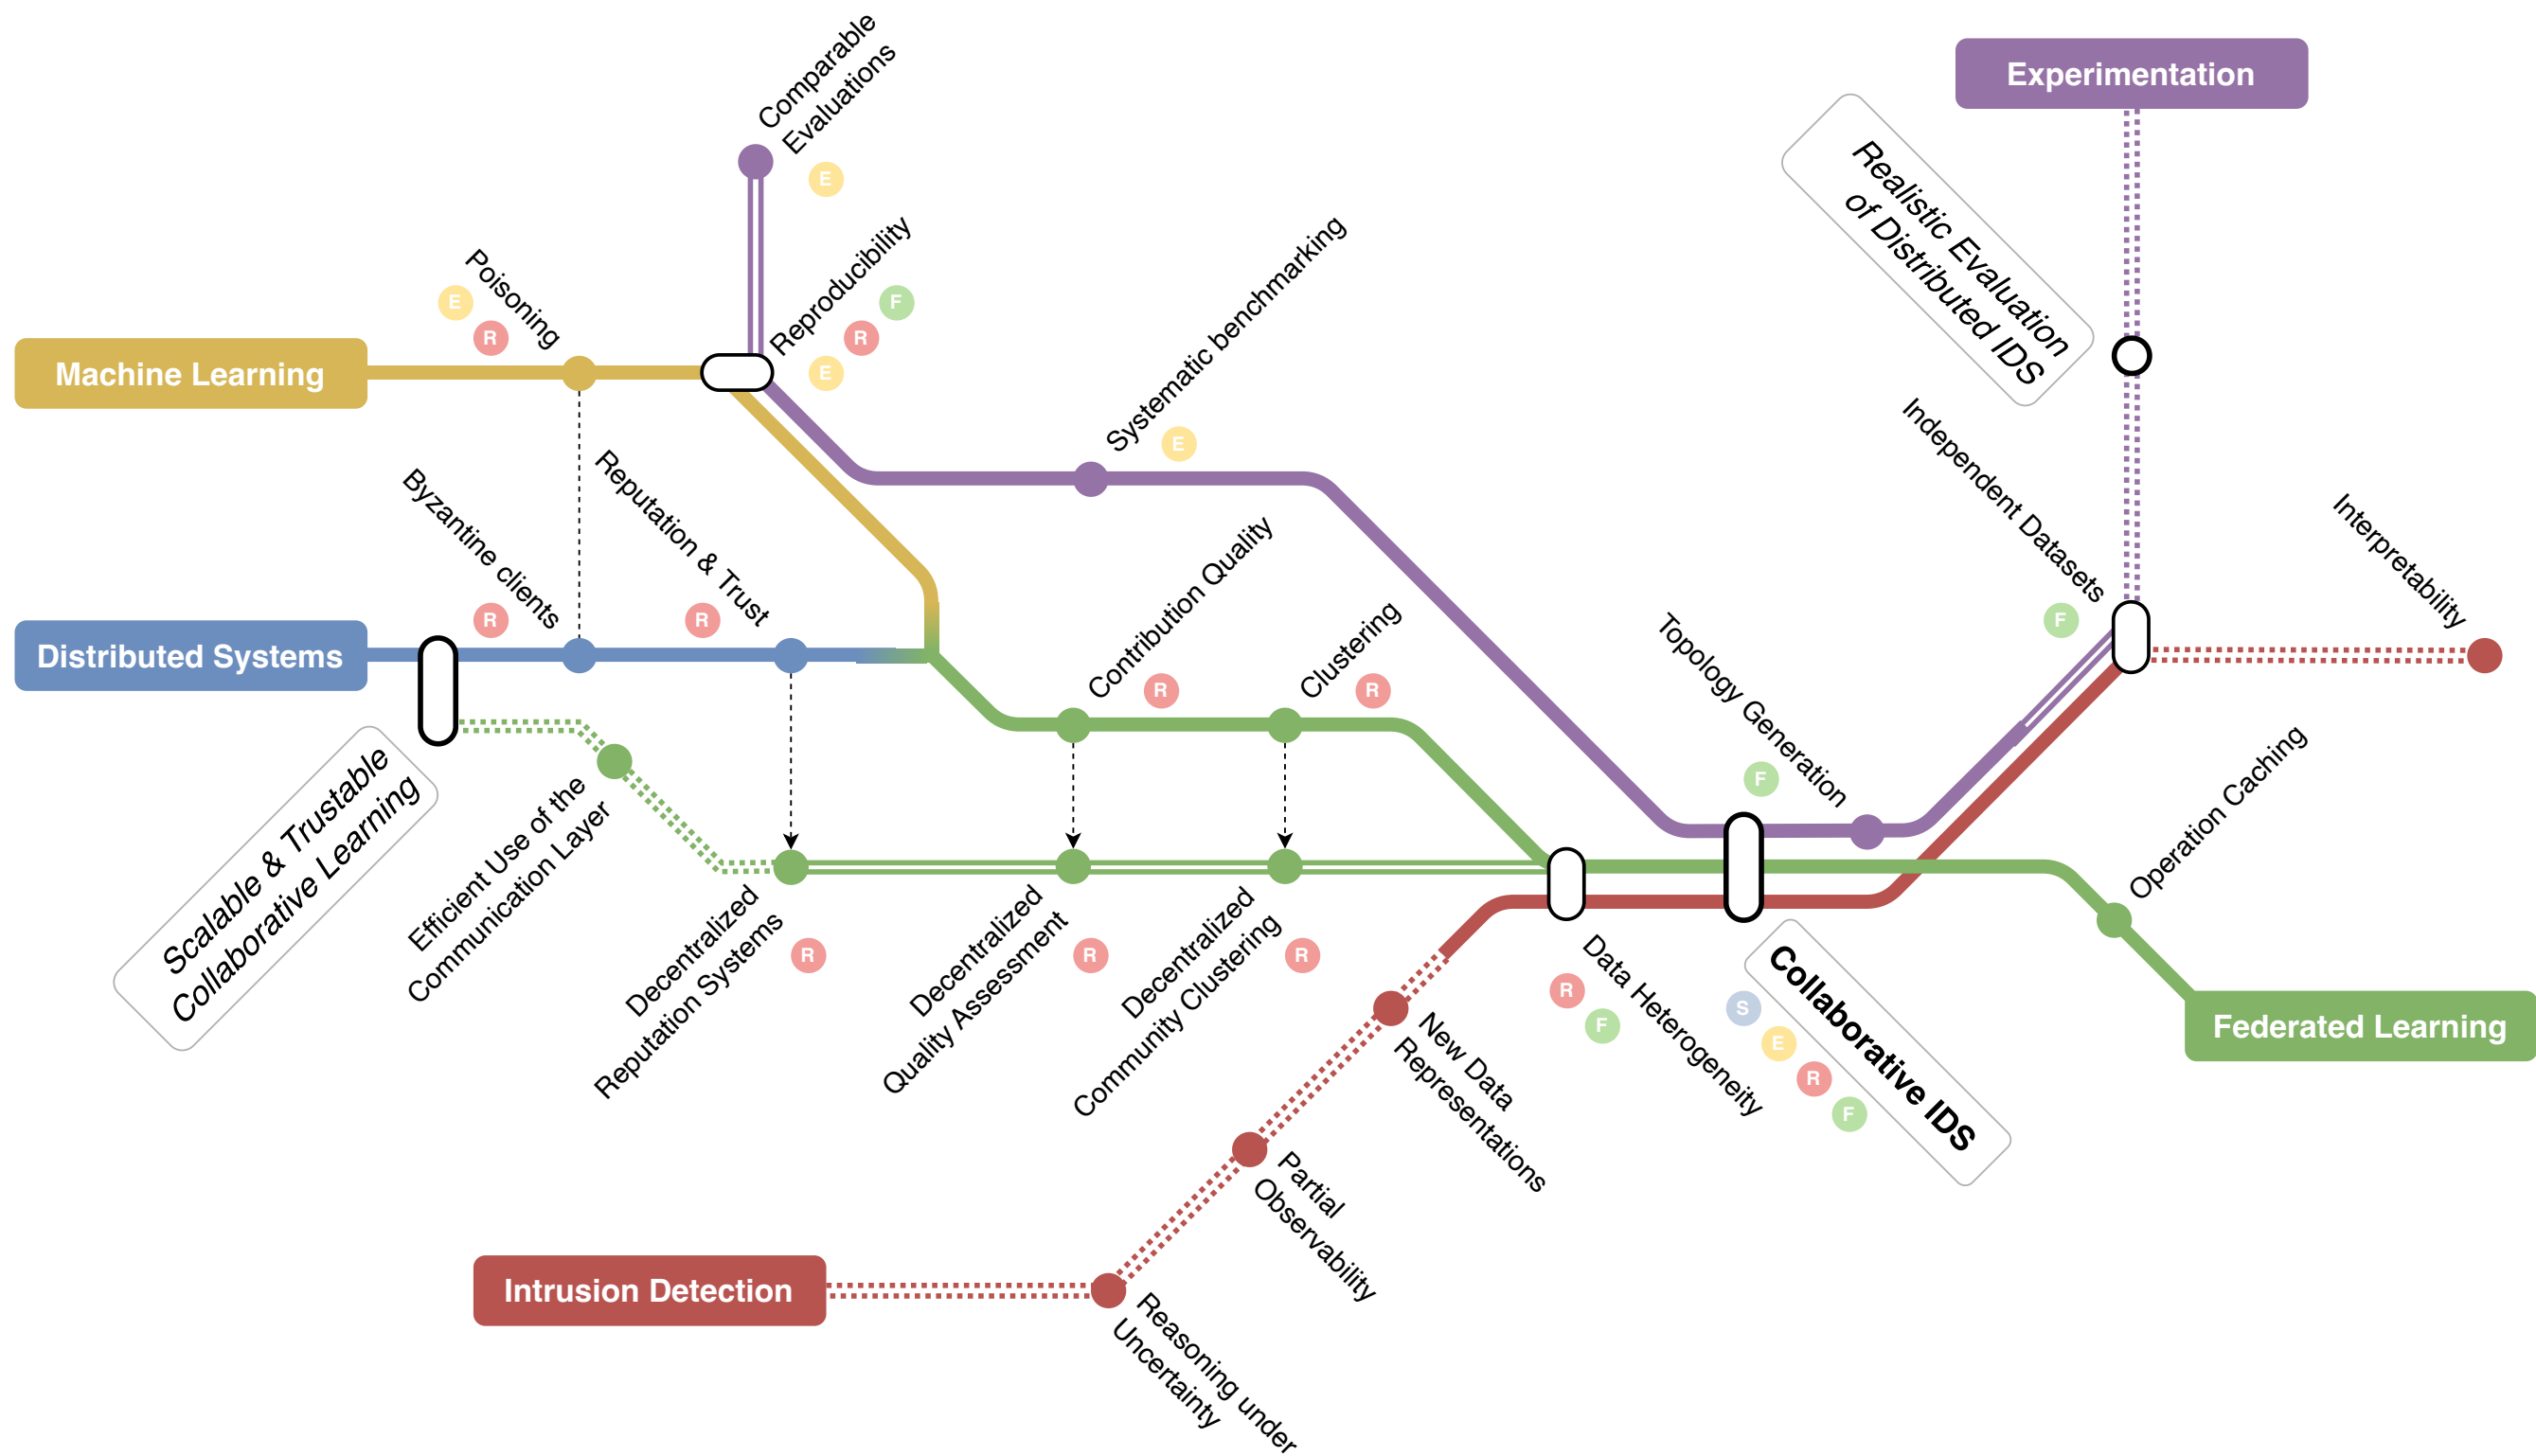 Comparable
Evaluations
E
Experimentation
Realistic Evaluation
of Distributed IDS
Poisoning
E
R
Reproducibility
F
R
E
Machine Learning
Systematic benchmarking
E
Independent Datasets
F
Interpretability
Byzantine clients
R
Reputation & Trust
R
Distributed Systems
Contribution Quality
R
Clustering
R
Topology Generation
F
Operation Caching
Scalable & Trustable
Collaborative Learning
Efficient Use of the
Communication Layer
Decentralized
Reputation Systems
R
Decentralized
Quality Assessment
R
Decentralized
Community Clustering
R
New Data
Representations
Data Heterogeneity
R
F
Collaborative IDS
S
E
R
F
Federated Learning
Partial
Observability
Intrusion Detection
Reasoning under
Uncertainty